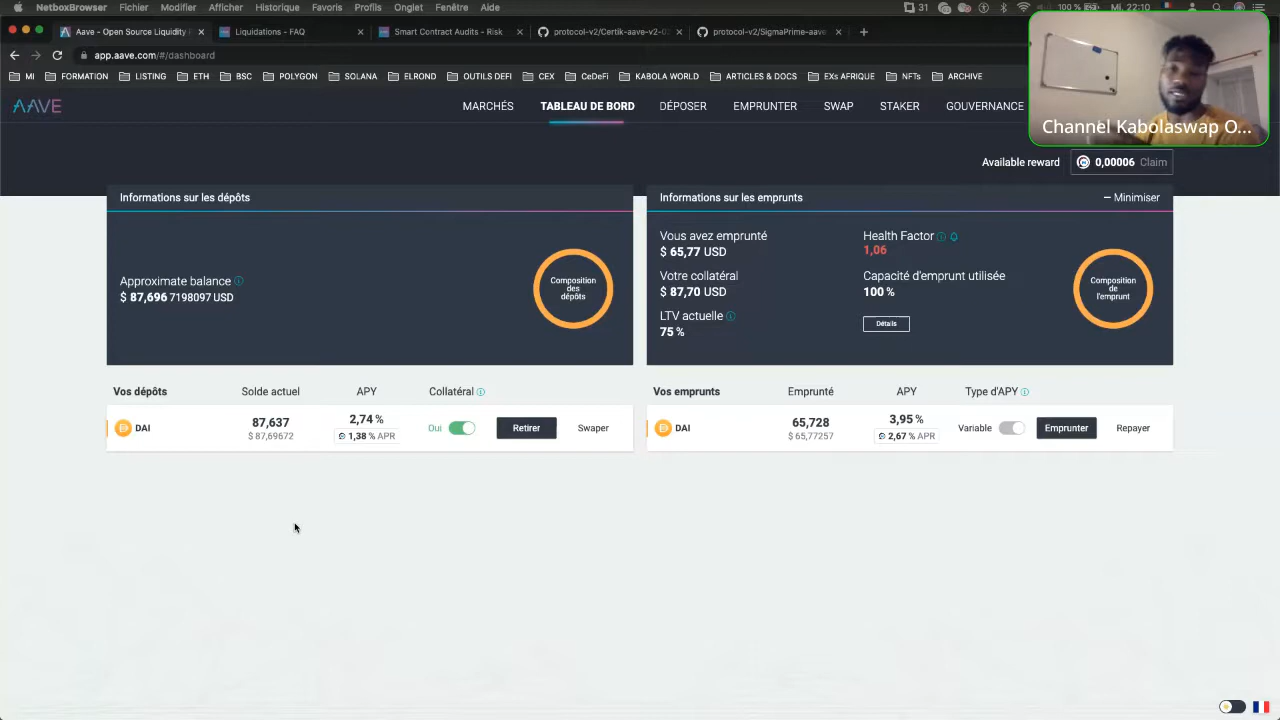 NetboxBrowser Fichier Modifier Afficher Historique Favoris Profils Onglet Fenêtre Aide 31 100 % Mi, 22:10
Aave - Open Source Liquidity Liquidations - FAQ Smart Contract Audits - Risk protocol-v2/Certik-aave-v2-03 protocol-v2/SigmaPrime-aave
app.aave.com/#/dashboard
MI FORMATION LISTING ETH BSC POLYGON SOLANA ELROND OUTILS DEFI CEX CeDeFi KABOLA WORLD ARTICLES & DOCS EXs AFRIQUE NFTs ARCHIVE
AAVE MARCHÉS TABLEAU DE BORD DÉPOSER EMPRUNTER SWAP STAKER GOUVERNANCE
Channel Kabolaswap O...
Available reward 0,00006 Claim
Informations sur les dépôts
Approximate balance
$ 87,696 7198097 USD
Composition
des
dépôts
Informations sur les emprunts – Minimiser
Vous avez emprunté
$ 65,77 USD
Votre collatéral
$ 87,70 USD
LTV actuelle
75 %
Health Factor
1,06
Capacité d'emprunt utilisée
100 %
Détails
Composition
de
l'emprunt
Vos dépôts Solde actuel APY Collatéral
DAI 87,637 2,74 % Oui Retirer Swaper
$ 87,69672 1,38 % APR
Vos emprunts Emprunté APY Type d'APY
DAI 65,728 3,95 % Variable Emprunter Repayer
$ 65,77257 2,67 % APR